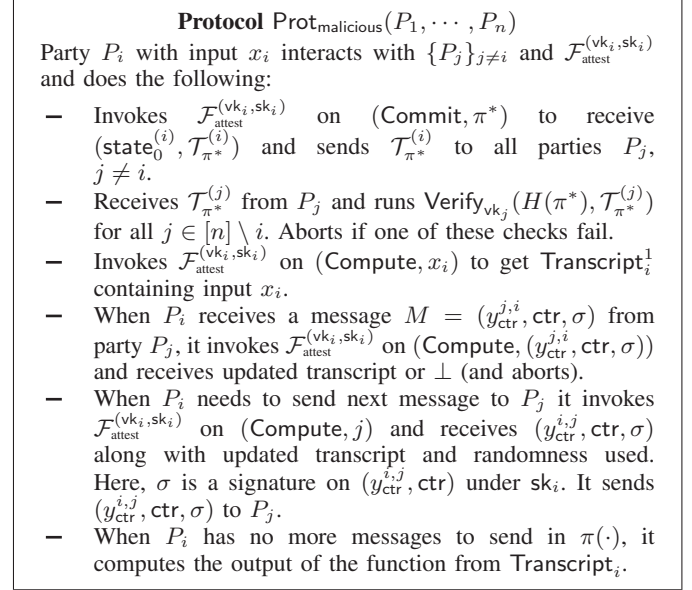 Protocol Prot_malicious(P_1, ⋯, P_n)
Party P_i with input x_i interacts with {P_j}_{j≠i} and F_attest^{(vk_i,sk_i)}
and does the following:
– Invokes F_attest^{(vk_i,sk_i)} on (Commit, π*) to receive
(state_0^{(i)}, T_{π*}^{(i)}) and sends T_{π*}^{(i)} to all parties P_j,
j ≠ i.
– Receives T_{π*}^{(j)} from P_j and runs Verify_{vk_j}(H(π*), T_{π*}^{(j)})
for all j ∈ [n] \ i. Aborts if one of these checks fail.
– Invokes F_attest^{(vk_i,sk_i)} on (Compute, x_i) to get Transcript_i^1
containing input x_i.
– When P_i receives a message M = (y_ctr^{j,i}, ctr, σ) from
party P_j, it invokes F_attest^{(vk_i,sk_i)} on (Compute, (y_ctr^{j,i}, ctr, σ))
and receives updated transcript or ⊥ (and aborts).
– When P_i needs to send next message to P_j it invokes
F_attest^{(vk_i,sk_i)} on (Compute, j) and receives (y_ctr^{i,j}, ctr, σ)
along with updated transcript and randomness used.
Here, σ is a signature on (y_ctr^{i,j}, ctr) under sk_i. It sends
(y_ctr^{i,j}, ctr, σ) to P_j.
– When P_i has no more messages to send in π(·), it
computes the output of the function from Transcript_i.